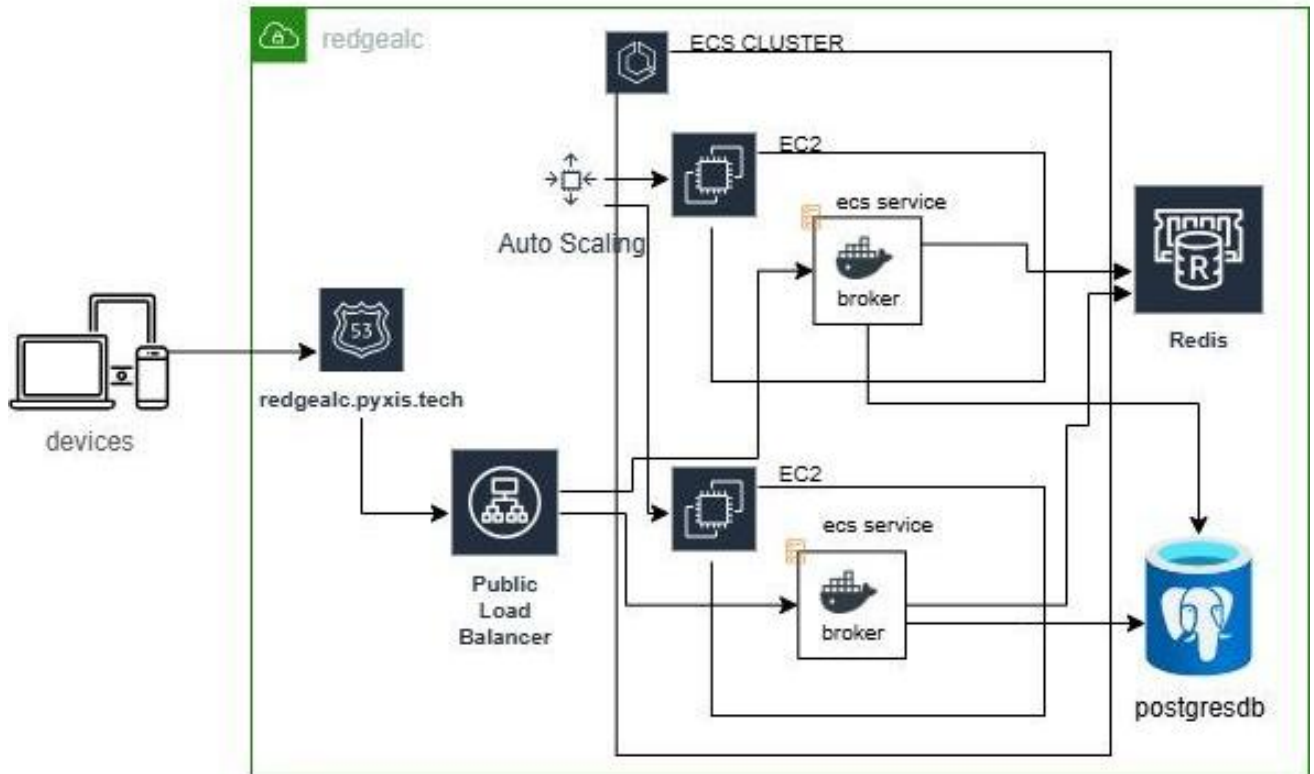 redgealc
ECS CLUSTER
EC2
ecs service
broker
Auto Scaling
R
Redis
53
redgealc.pyxis.tech
devices
EC2
ecs service
broker
Public
Load
Balancer
postgresdb